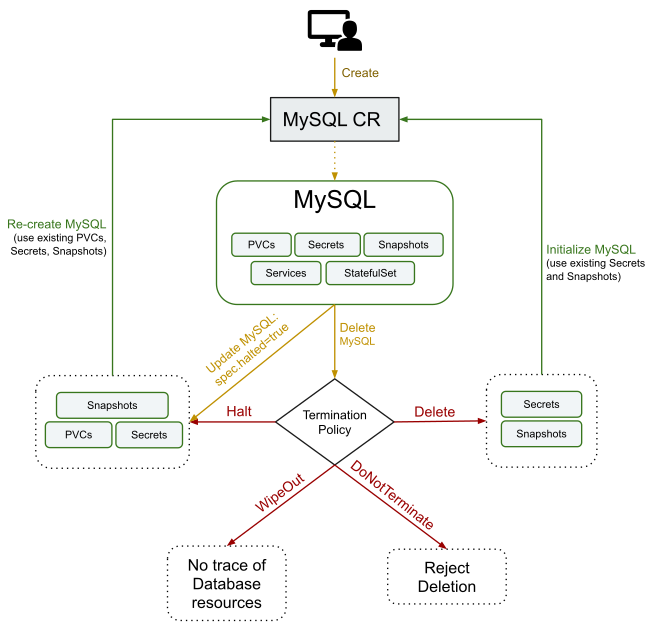 Create
MySQL CR
MySQL
PVCs
Secrets
Snapshots
Services
StatefulSet
Re-create MySQL
(use existing PVCs,
Secrets, Snapshots)
Initialize MySQL
(use existing Secrets
and Snapshots)
Update MySQL:
spec.halted=true
Delete
MySQL
Snapshots
PVCs
Secrets
Halt
Termination
Policy
Delete
Secrets
Snapshots
WipeOut
DoNotTerminate
No trace of
Database
resources
Reject
Deletion